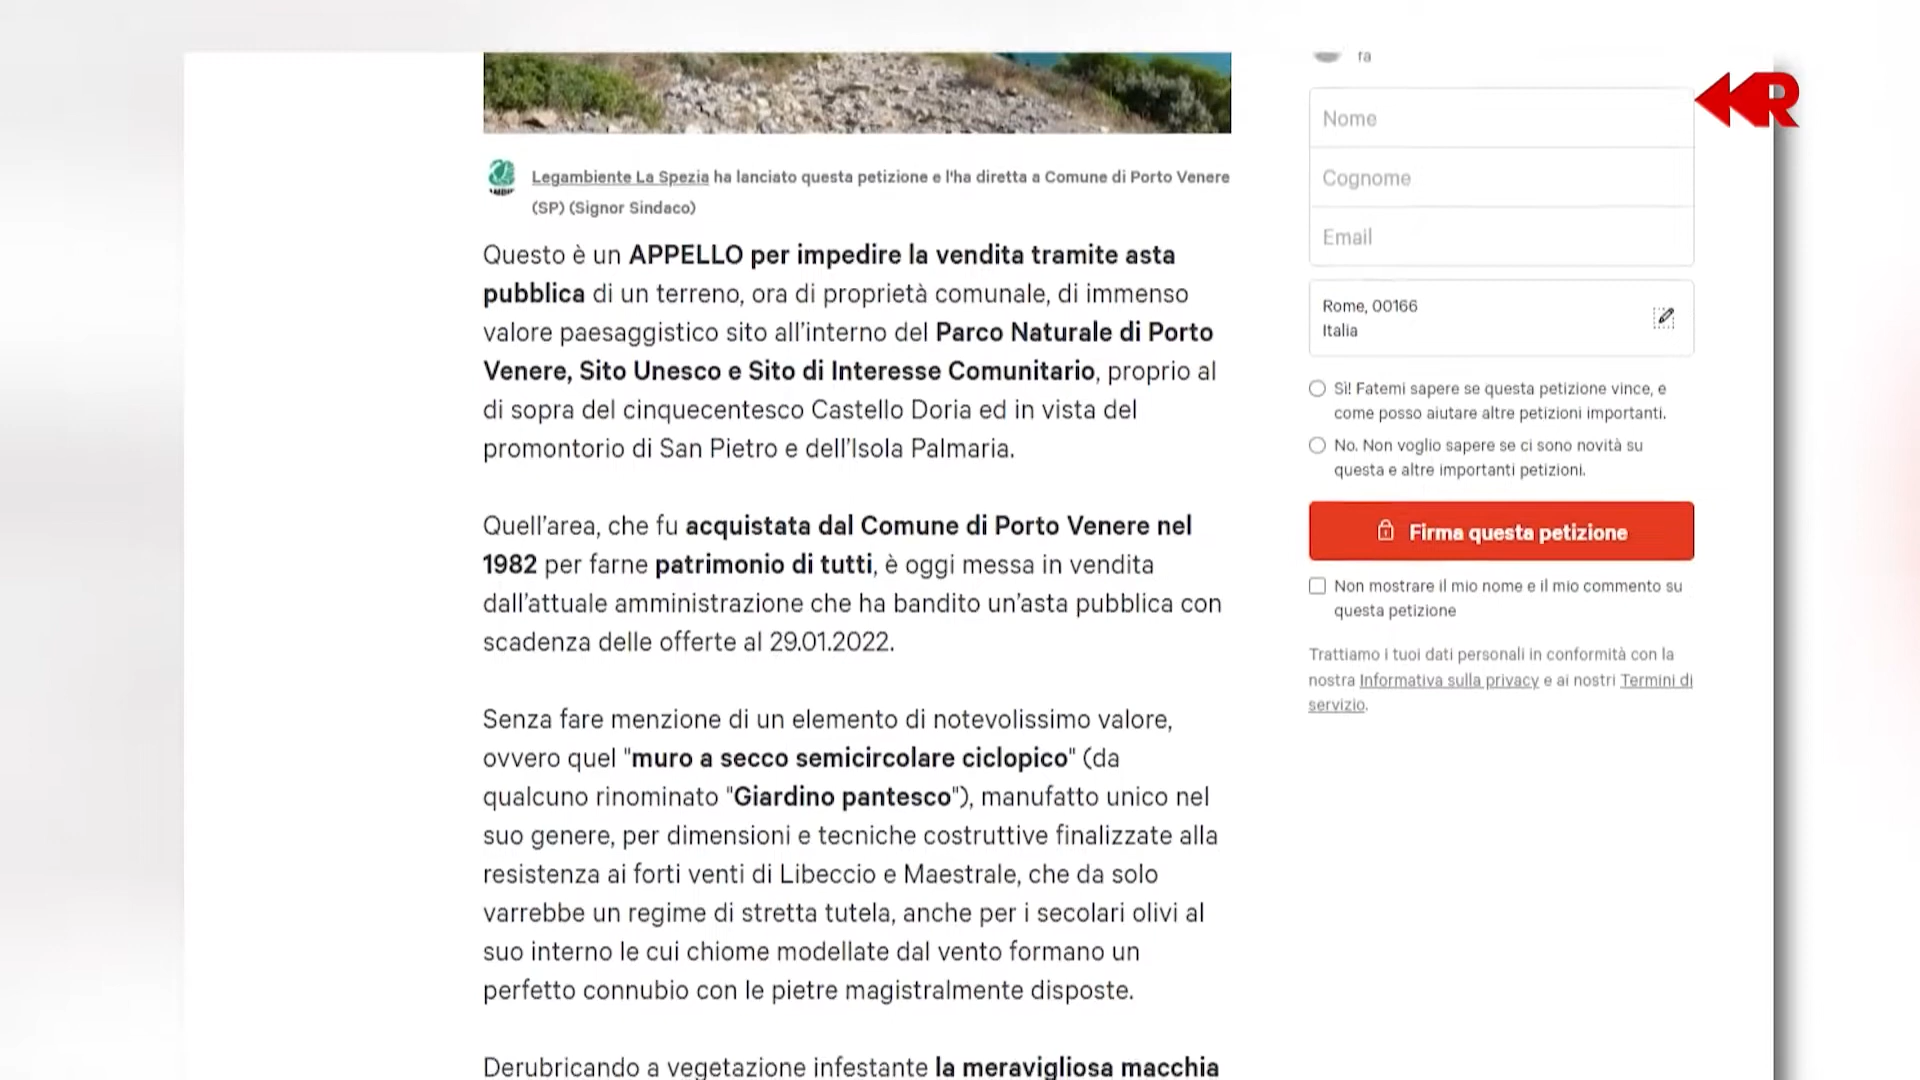 Legambiente La Spezia ha lanciato questa petizione e l'ha diretta a Comune di Porto Venere
(SP) (Signor Sindaco)
Questo è un APPELLO per impedire la vendita tramite asta
pubblica di un terreno, ora di proprietà comunale, di immenso
valore paesaggistico sito all’interno del Parco Naturale di Porto
Venere, Sito Unesco e Sito di Interesse Comunitario, proprio al
di sopra del cinquecentesco Castello Doria ed in vista del
promontorio di San Pietro e dell’Isola Palmaria.
Quell’area, che fu acquistata dal Comune di Porto Venere nel
1982 per farne patrimonio di tutti, è oggi messa in vendita
dall’attuale amministrazione che ha bandito un’asta pubblica con
scadenza delle offerte al 29.01.2022.
Senza fare menzione di un elemento di notevolissimo valore,
ovvero quel "muro a secco semicircolare ciclopico" (da
qualcuno rinominato "Giardino pantesco"), manufatto unico nel
suo genere, per dimensioni e tecniche costruttive finalizzate alla
resistenza ai forti venti di Libeccio e Maestrale, che da solo
varrebbe un regime di stretta tutela, anche per i secolari olivi al
suo interno le cui chiome modellate dal vento formano un
perfetto connubio con le pietre magistralmente disposte.
Derubricando a vegetazione infestante la meravigliosa macchia
fa
R
Nome
Cognome
Email
Rome, 00166
Italia
Sì! Fatemi sapere se questa petizione vince, e
come posso aiutare altre petizioni importanti.
No. Non voglio sapere se ci sono novità su
questa e altre importanti petizioni.
Firma questa petizione
Non mostrare il mio nome e il mio commento su
questa petizione
Trattiamo i tuoi dati personali in conformità con la
nostra Informativa sulla privacy e ai nostri Termini di
servizio.